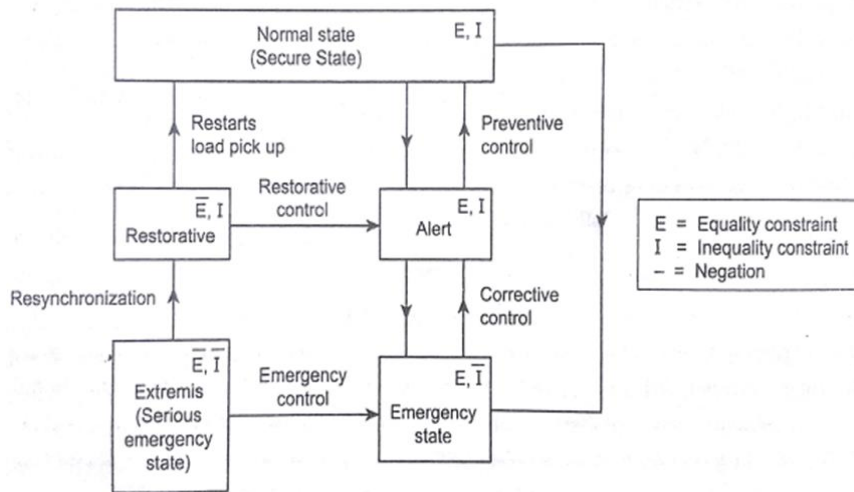 Normal state
(Secure State)
E, I
Restarts
load pick up
Preventive
control
Restorative
control
E̅, I
Restorative
E, I
Alert
E = Equality constraint
I = Inequality constraint
– = Negation
Resynchronization
Corrective
control
E̅, I̅
Extremis
(Serious
emergency
state)
Emergency
control
E, I̅
Emergency
state